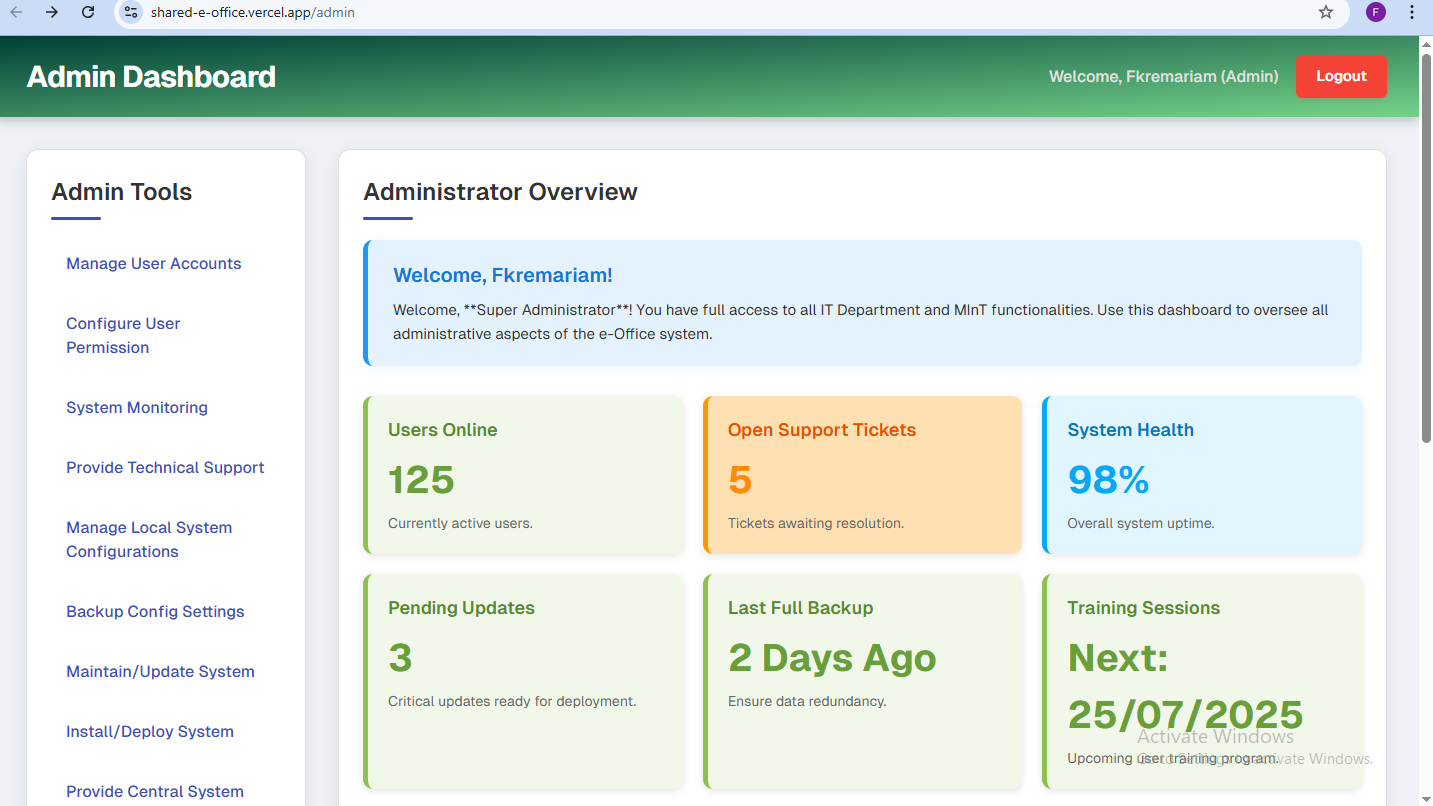 shared-e-office.vercel.app/admin
F
Admin Dashboard
Welcome, Fkremariam (Admin)
Logout
Admin Tools
Manage User Accounts
Configure User
Permission
System Monitoring
Provide Technical Support
Manage Local System
Configurations
Backup Config Settings
Maintain/Update System
Install/Deploy System
Provide Central System
Administrator Overview
Welcome, Fkremariam!
Welcome, **Super Administrator**! You have full access to all IT Department and MInT functionalities. Use this dashboard to oversee all
administrative aspects of the e-Office system.
Users Online
125
Currently active users.
Open Support Tickets
5
Tickets awaiting resolution.
System Health
98%
Overall system uptime.
Pending Updates
3
Critical updates ready for deployment.
Last Full Backup
2 Days Ago
Ensure data redundancy.
Training Sessions
Next:
25/07/2025
Upcoming user training program.
Activate Windows
Go to Settings to activate Windows.